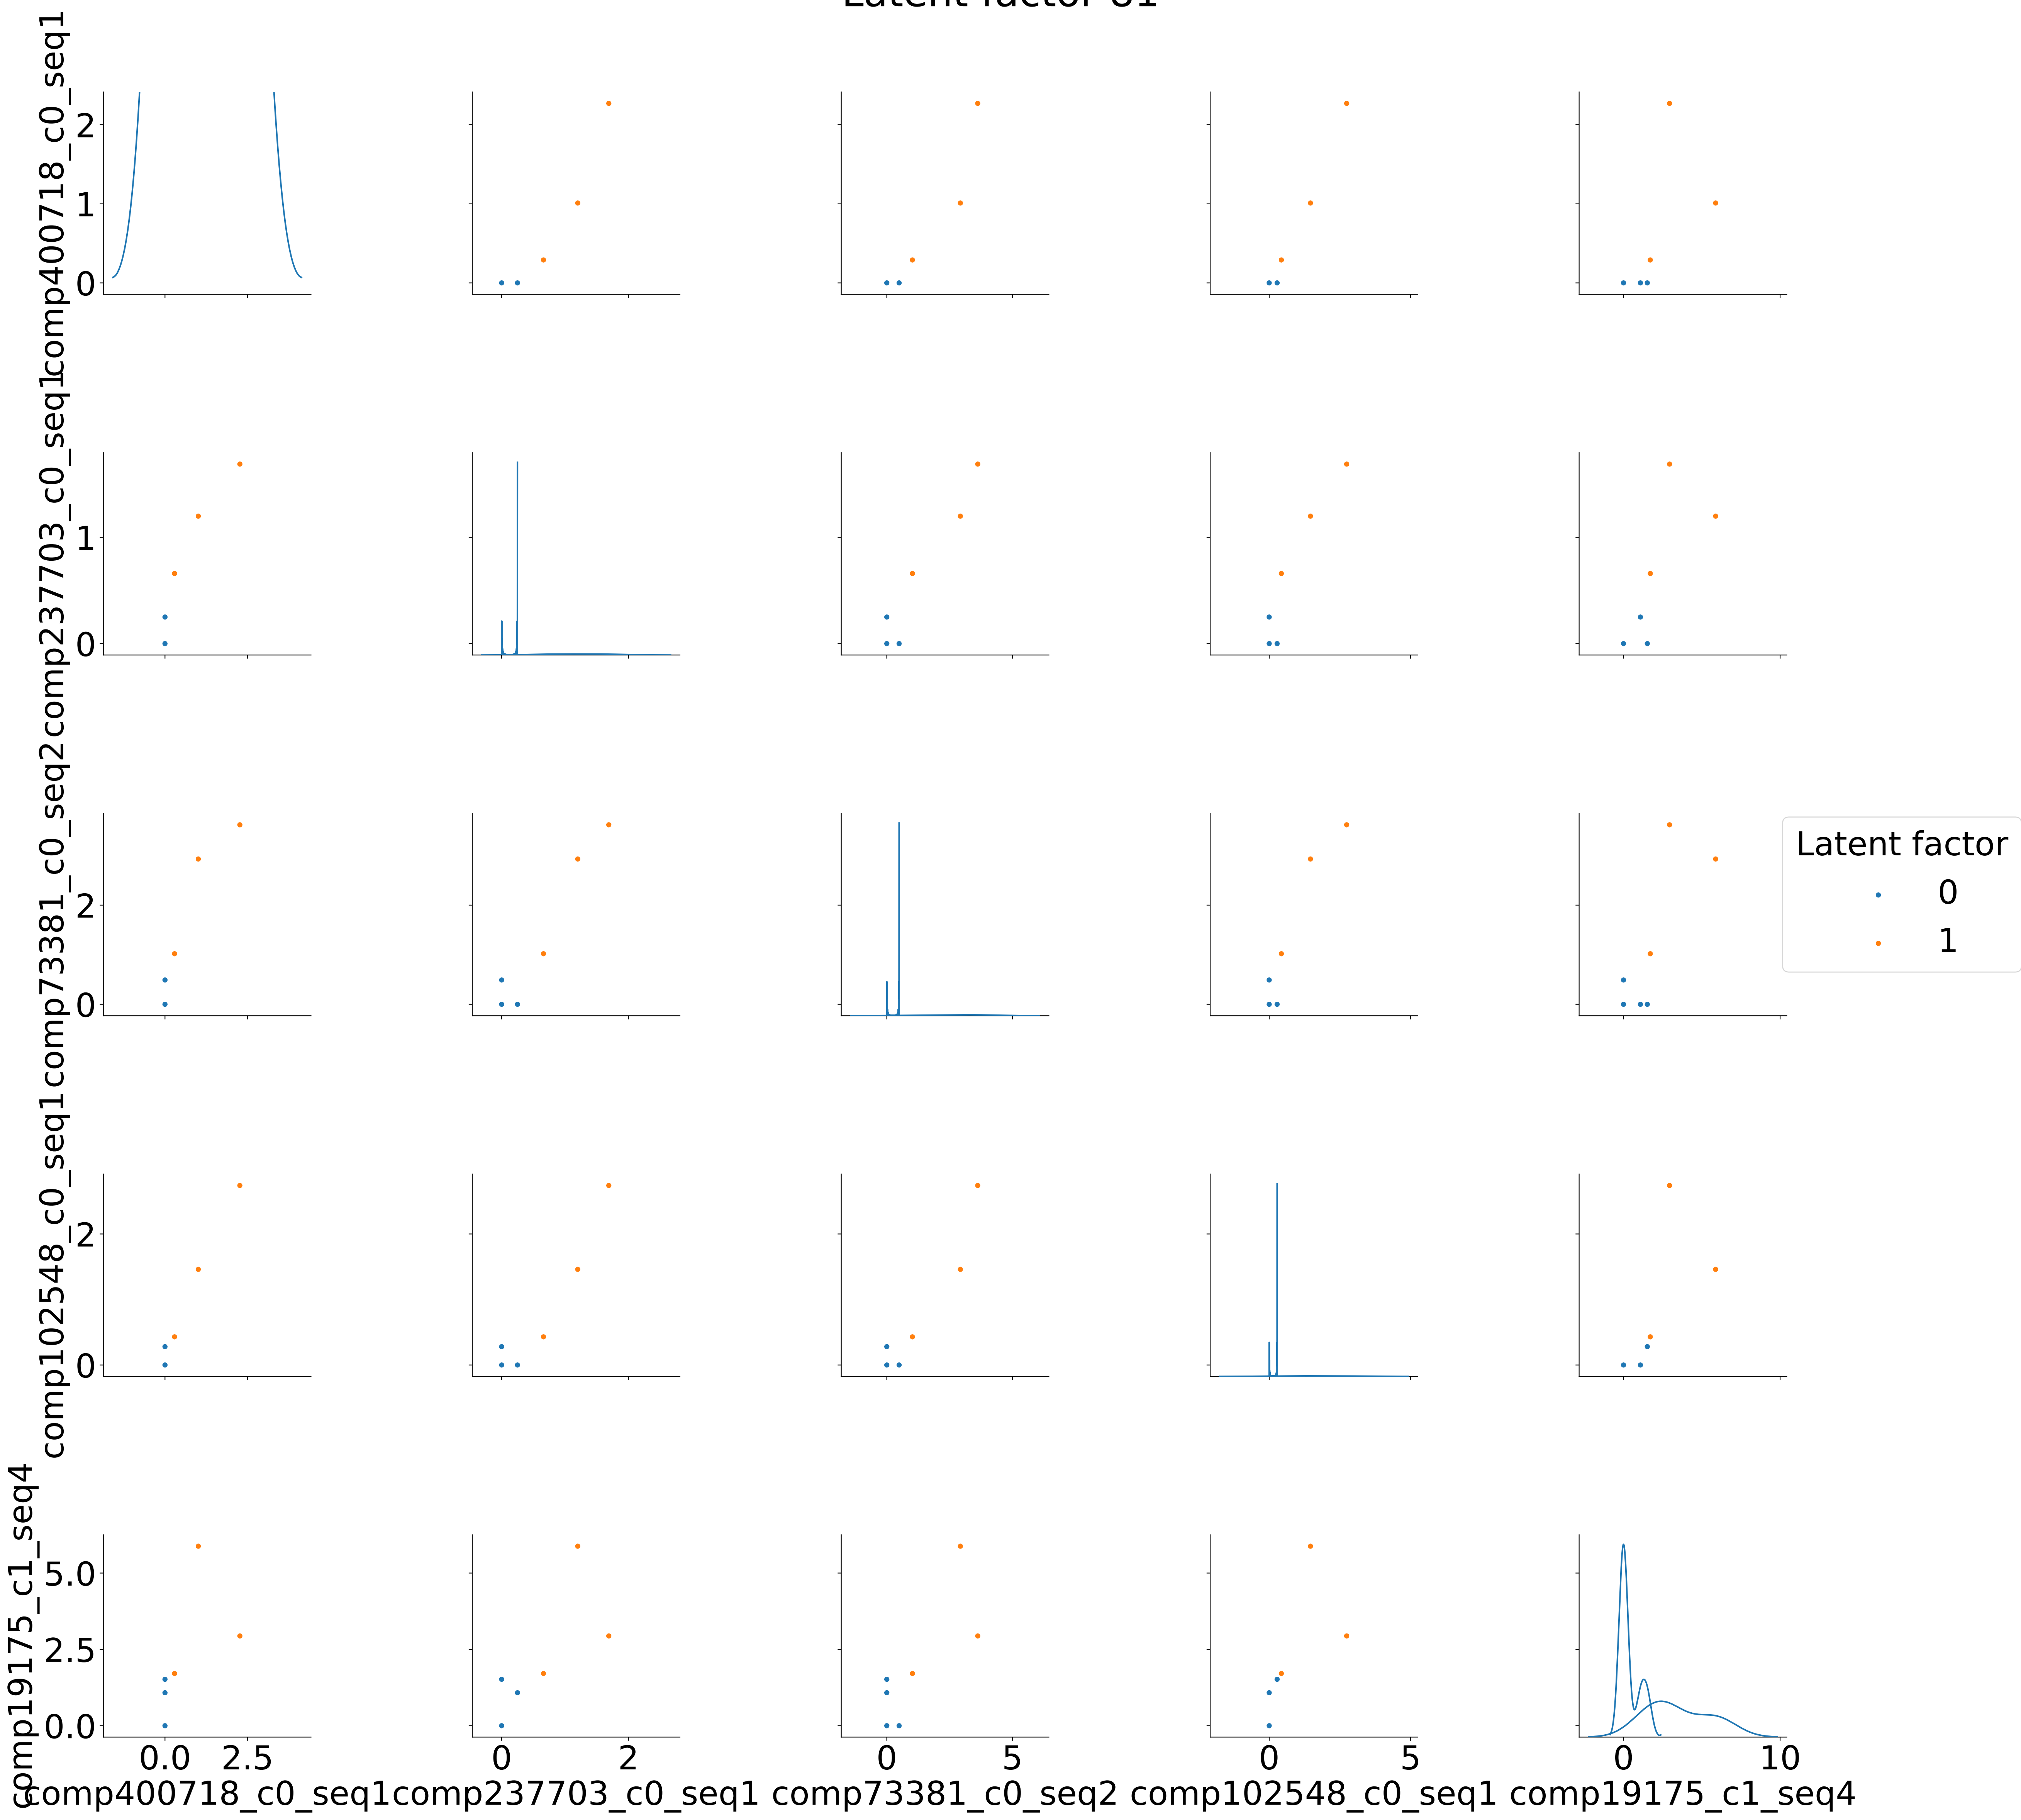 Latent factor 81
comp400718_c0_seq1
2
1
0
comp237703_c0_seq1
1
0
comp73381_c0_seq2
2
0
Latent factor
0
1
comp102548_c0_seq1
2
0
comp19175_c1_seq4
5.0
2.5
0.0
0.0 2.5 0 2 0 5 0 5 0 10
comp400718_c0_seq1 comp237703_c0_seq1 comp73381_c0_seq2 comp102548_c0_seq1 comp19175_c1_seq4